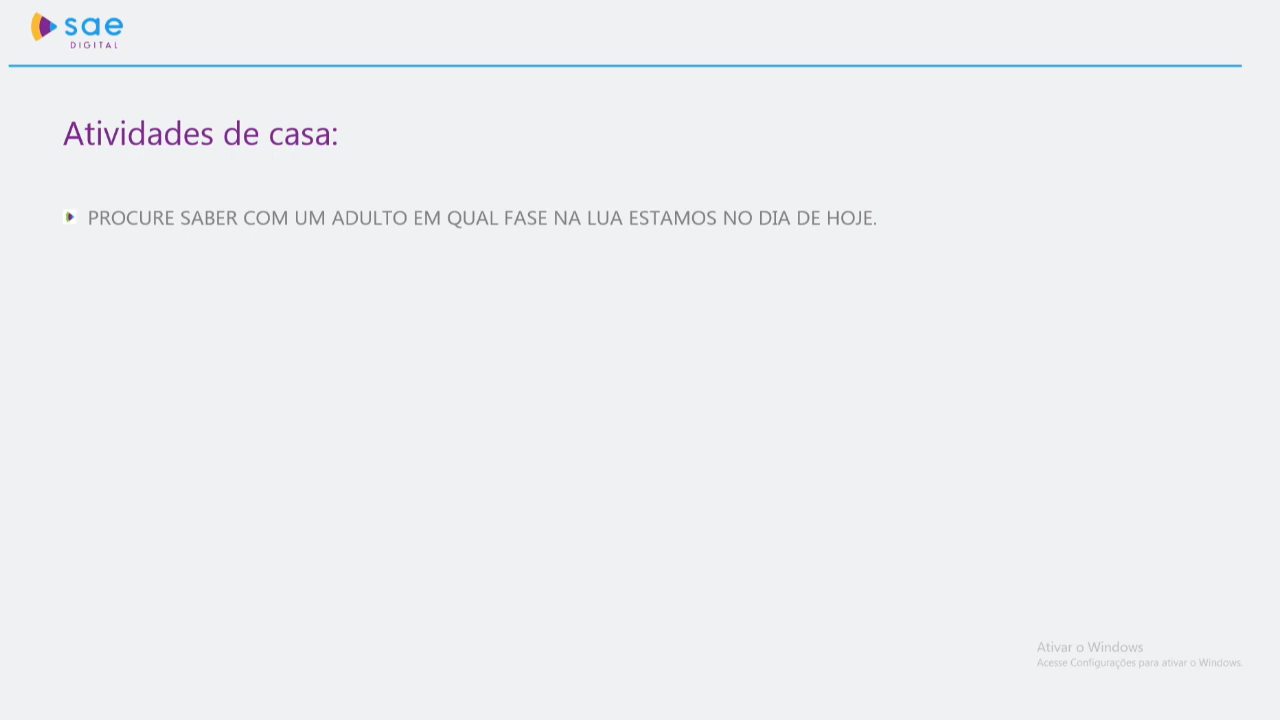 sae
DIGITAL
Atividades de casa:
PROCURE SABER COM UM ADULTO EM QUAL FASE NA LUA ESTAMOS NO DIA DE HOJE.
Ativar o Windows
Acesse Configurações para ativar o Windows.